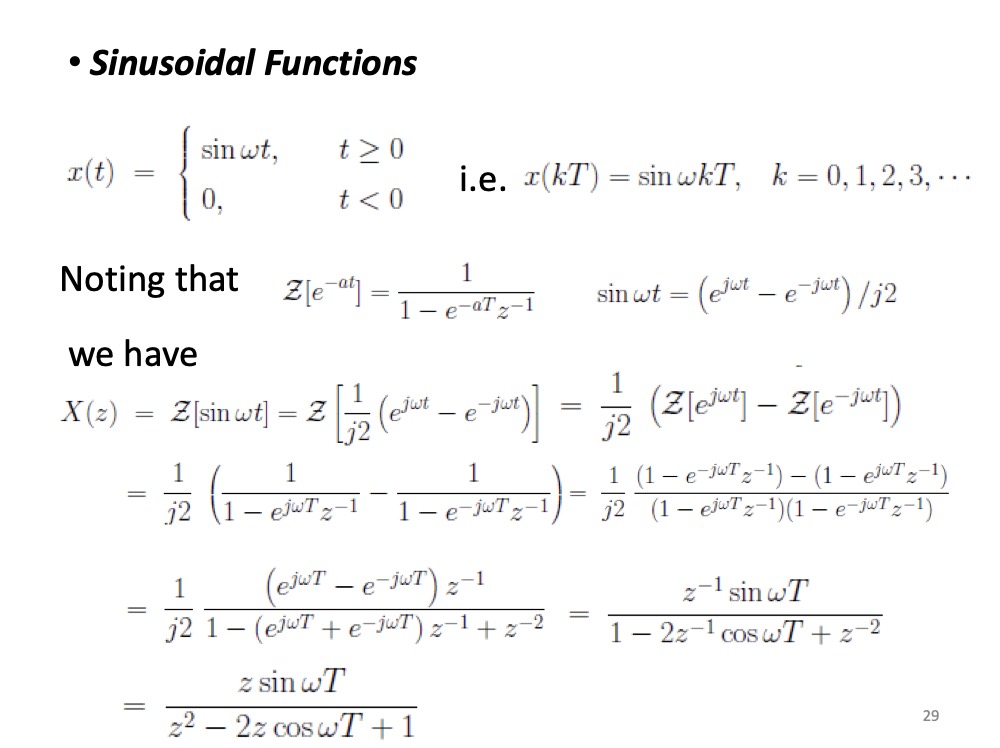 • Sinusoidal Functions
x(t) = { sin ωt, t ≥ 0
0, t < 0
i.e. x(kT) = sin ωkT, k = 0, 1, 2, 3, ···
Noting that 𝒵[e^{−at}] = 1 / (1 − e^{−aT} z^{−1}) sin ωt = (e^{jωt} − e^{−jωt}) /j2
we have
X(z) = 𝒵[sin ωt] = 𝒵 [ 1/j2 (e^{jωt} − e^{−jωt}) ] = 1/j2 (𝒵[e^{jωt}] − 𝒵[e^{−jωt}])
= 1/j2 ( 1 / (1 − e^{jωT} z^{−1}) − 1 / (1 − e^{−jωT} z^{−1}) ) = 1/j2 ((1 − e^{−jωT} z^{−1}) − (1 − e^{jωT} z^{−1})) / ((1 − e^{jωT} z^{−1})(1 − e^{−jωT} z^{−1}))
= 1/j2 (e^{jωT} − e^{−jωT}) z^{−1} / (1 − (e^{jωT} + e^{−jωT}) z^{−1} + z^{−2}) = z^{−1} sin ωT / (1 − 2z^{−1} cos ωT + z^{−2})
= z sin ωT / (z^2 − 2z cos ωT + 1)
29